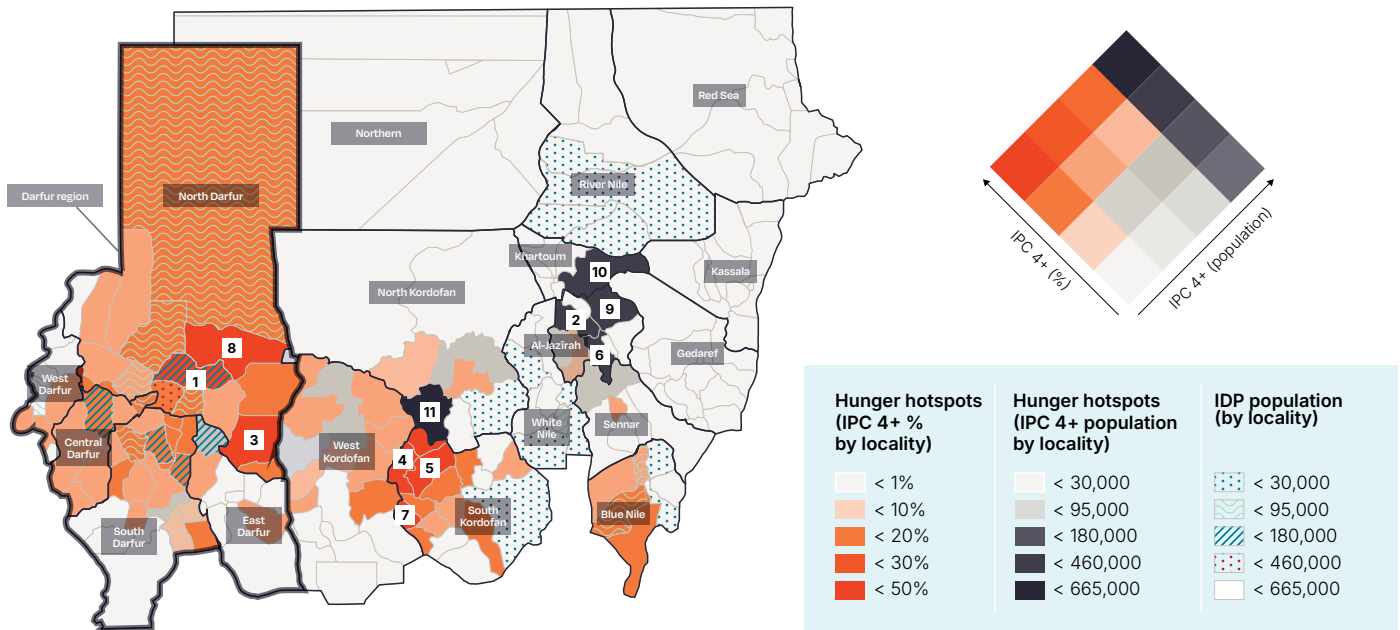 Red Sea
Northern
River Nile
Darfur region
North Darfur
Khartoum
Kassala
North Kordofan
10
9
2
Al-Jazīrah
Gedaref
8
6
1
West
Darfur
11
White
Nile
Sennar
3
Central
Darfur
West
Kordofan
4
5
7
South
Kordofan
Blue Nile
East
Darfur
South
Darfur
IPC 4+ (%)
IPC 4+ (population)
Hunger hotspots
(IPC 4+ %
by locality)
< 1%
< 10%
< 20%
< 30%
< 50%
Hunger hotspots
(IPC 4+ population
by locality)
< 30,000
< 95,000
< 180,000
< 460,000
< 665,000
IDP population
(by locality)
< 30,000
< 95,000
< 180,000
< 460,000
< 665,000